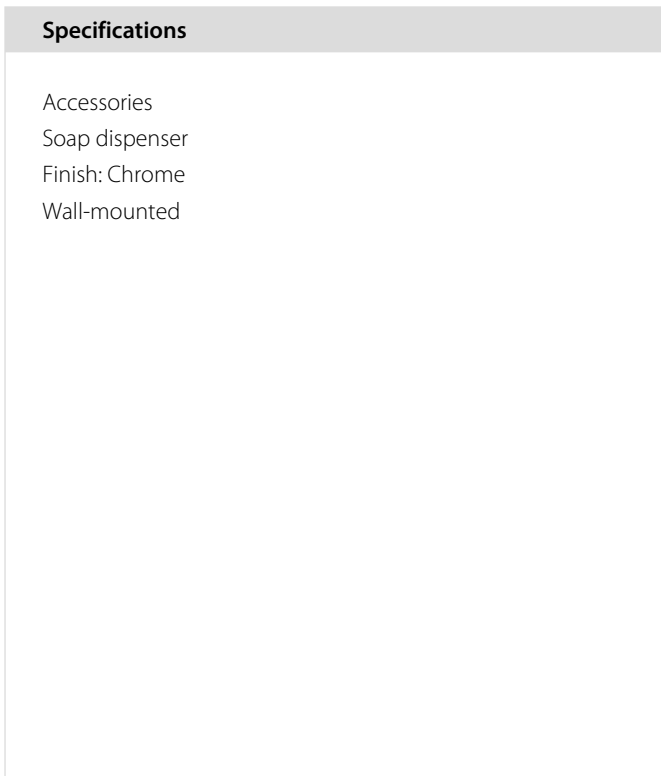 Specifications
Accessories
Soap dispenser
Finish: Chrome
Wall-mounted